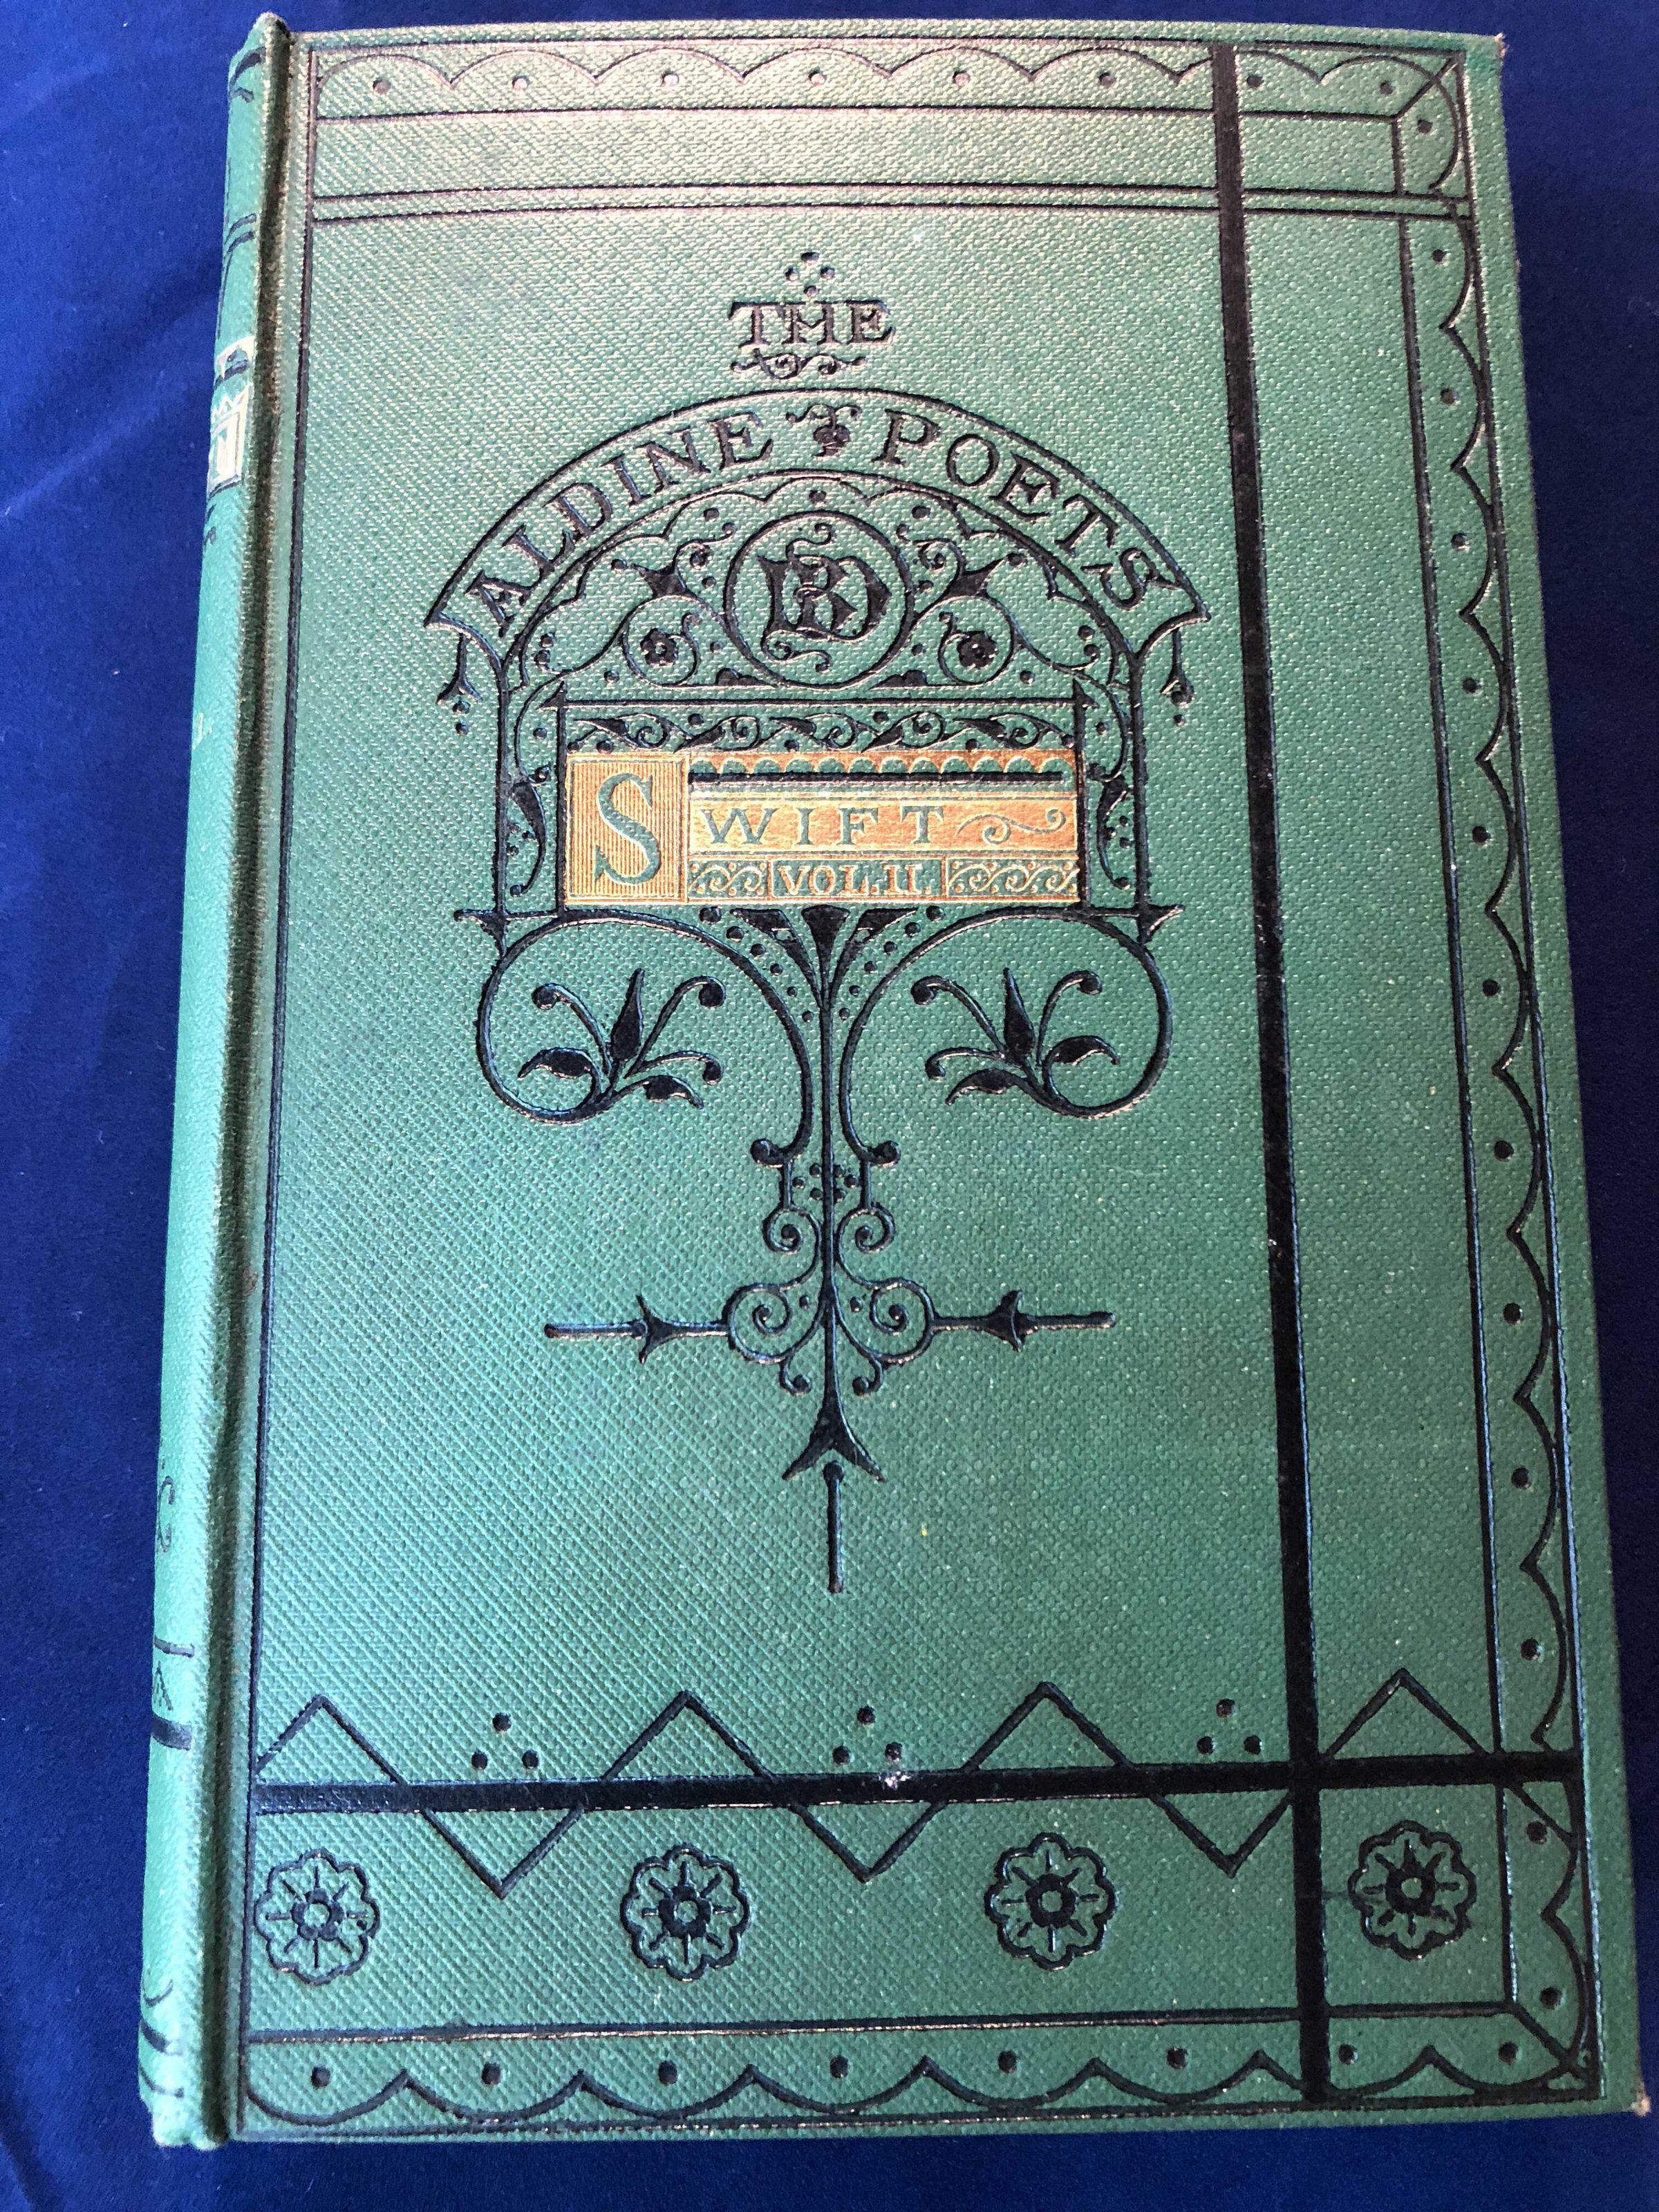 THE
ALDINE POETS
SWIFT
VOL. II.